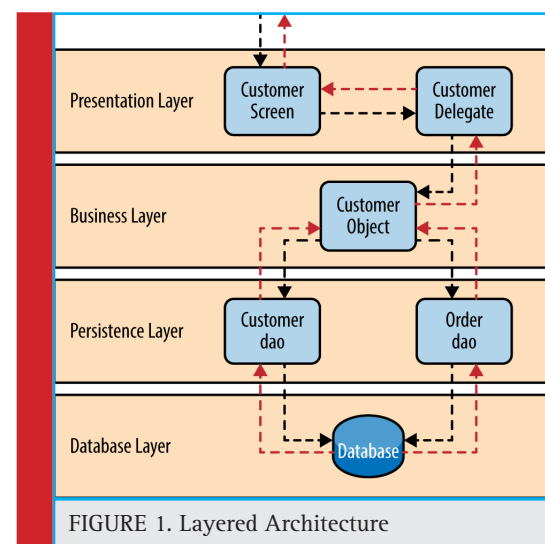 Presentation Layer
Customer
Screen
Customer
Delegate
Business Layer
Customer
Object
Persistence Layer
Customer
dao
Order
dao
Database Layer
Database
FIGURE 1. Layered Architecture